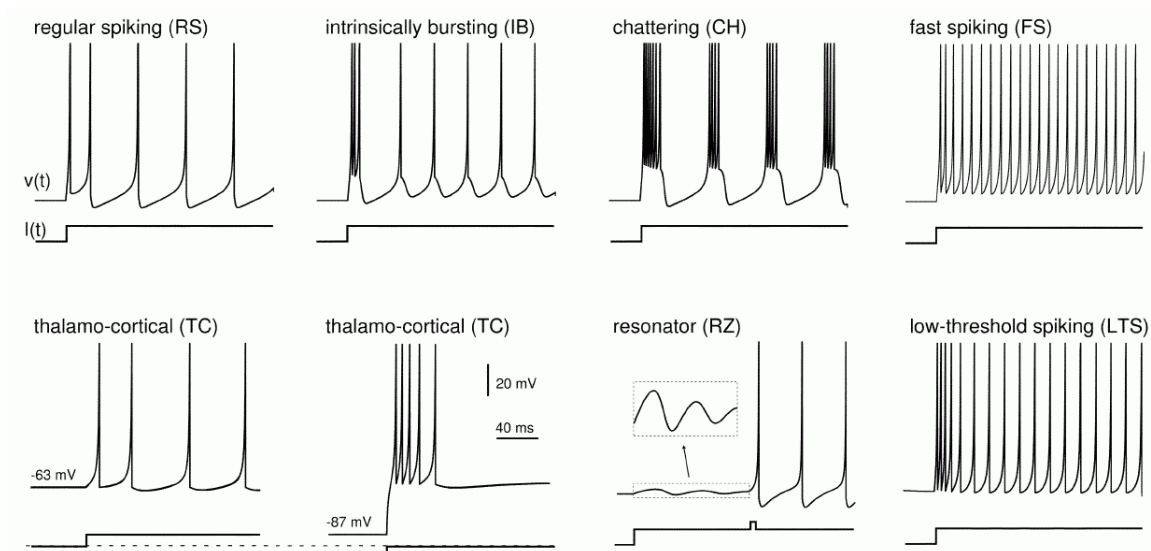 regular spiking (RS)
intrinsically bursting (IB)
chattering (CH)
fast spiking (FS)
v(t)
I(t)
thalamo-cortical (TC)
thalamo-cortical (TC)
resonator (RZ)
low-threshold spiking (LTS)
20 mV
40 ms
-63 mV
-87 mV